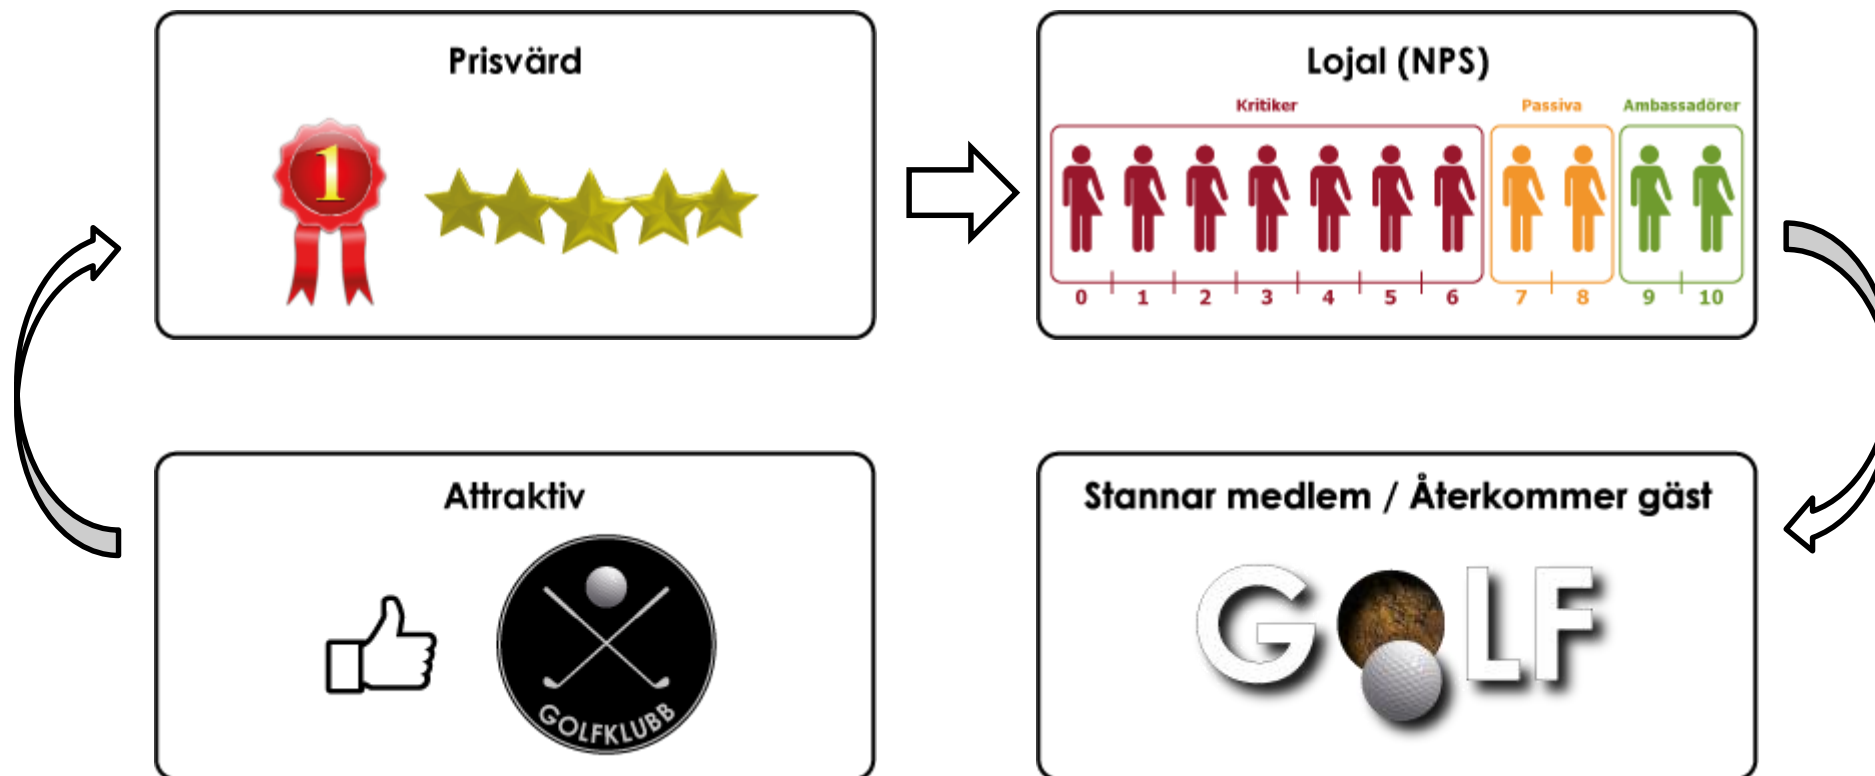 Prisvärd
1
Lojal (NPS)
Kritiker
Passiva
Ambassadörer
0 1 2 3 4 5 6 7 8 9 10
Attraktiv
GOLFKLUBB
Stannar medlem / Återkommer gäst
GOLF